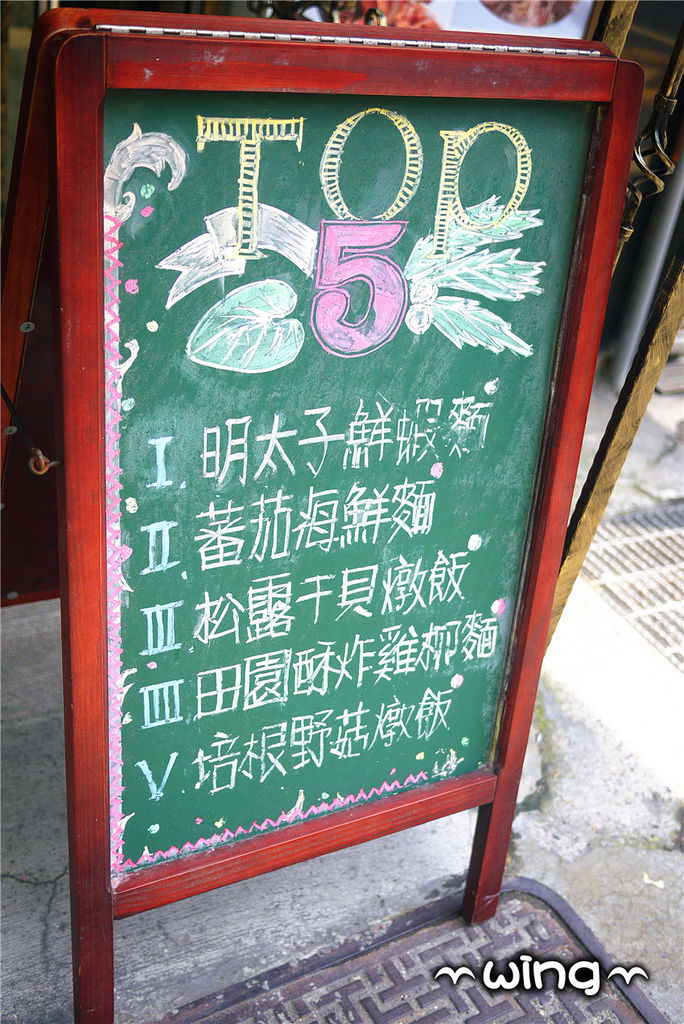 TOP
5
I. 明太子鮮蝦麵
II. 蕃茄海鮮麵
III 松露干貝燉飯
IIII 田園酥炸雞柳麵
V 培根野菇燉飯
wing